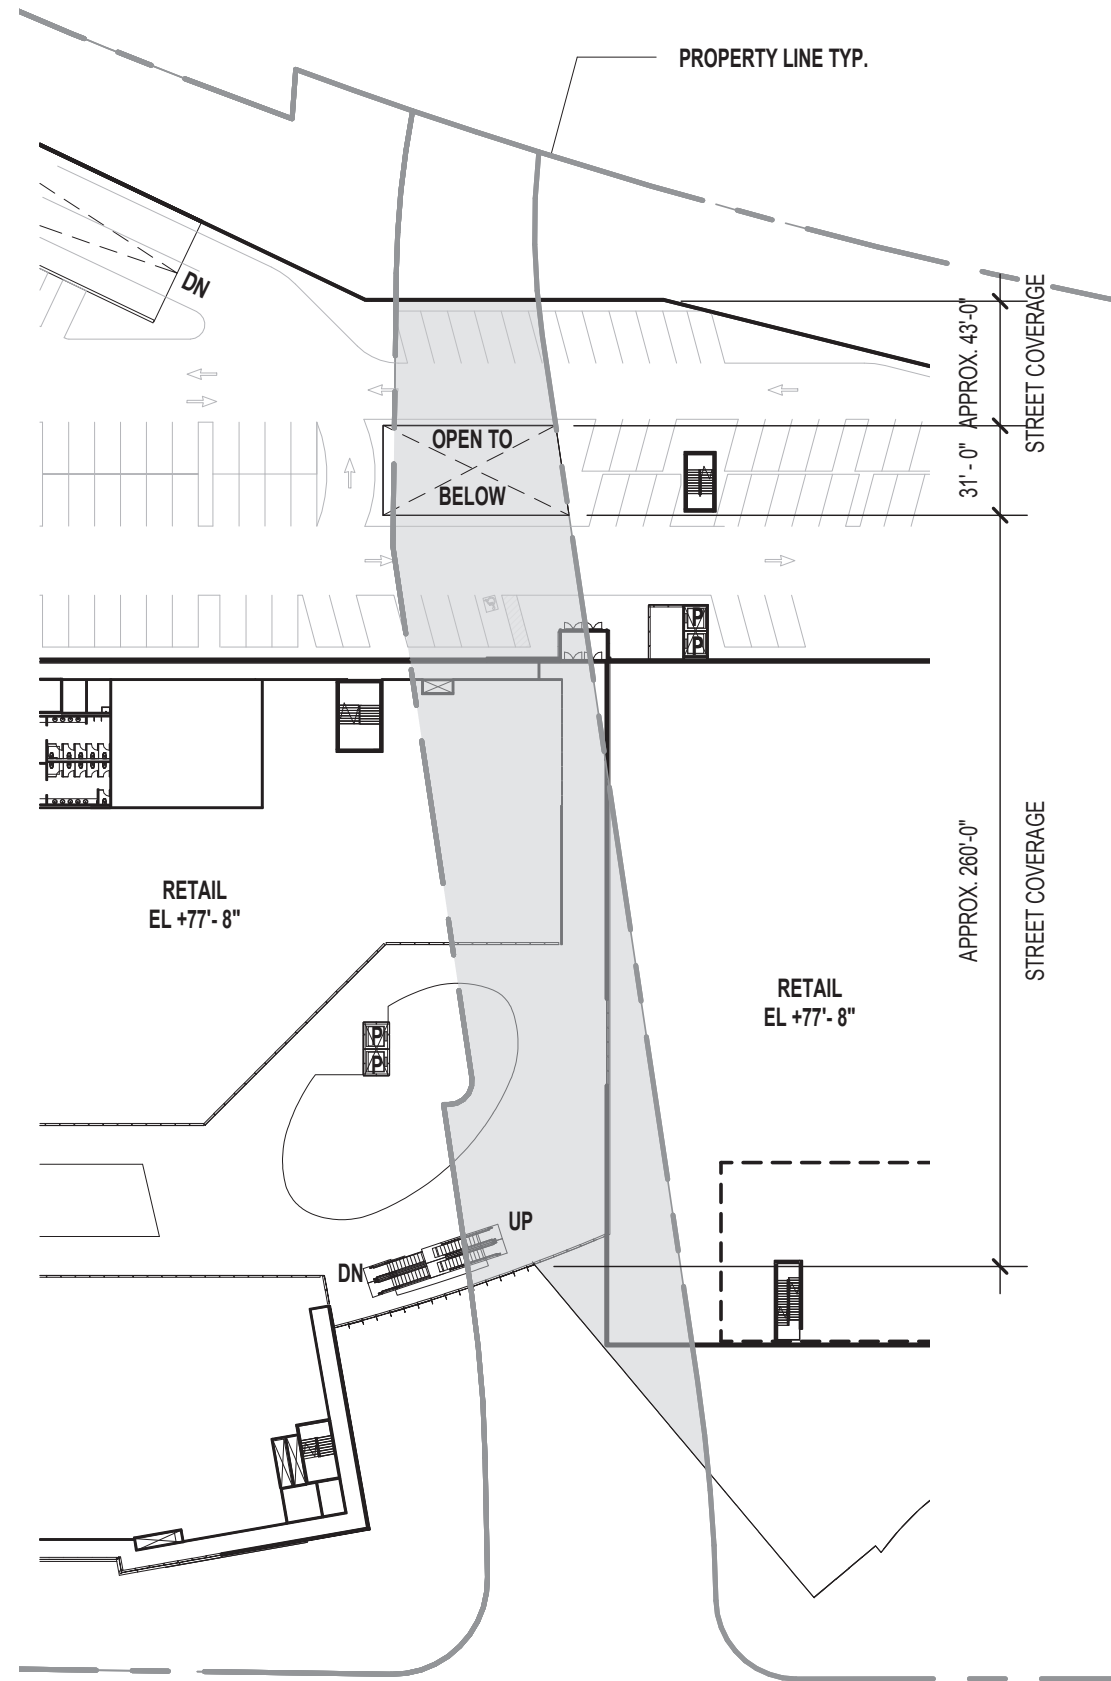 PROPERTY LINE TYP.
DN
APPROX. 43'-0"
STREET COVERAGE
OPEN TO
BELOW
31' - 0"
P
P
RETAIL
EL +77'- 8"
APPROX. 260'-0"
STREET COVERAGE
RETAIL
EL +77'- 8"
P
P
UP
DN